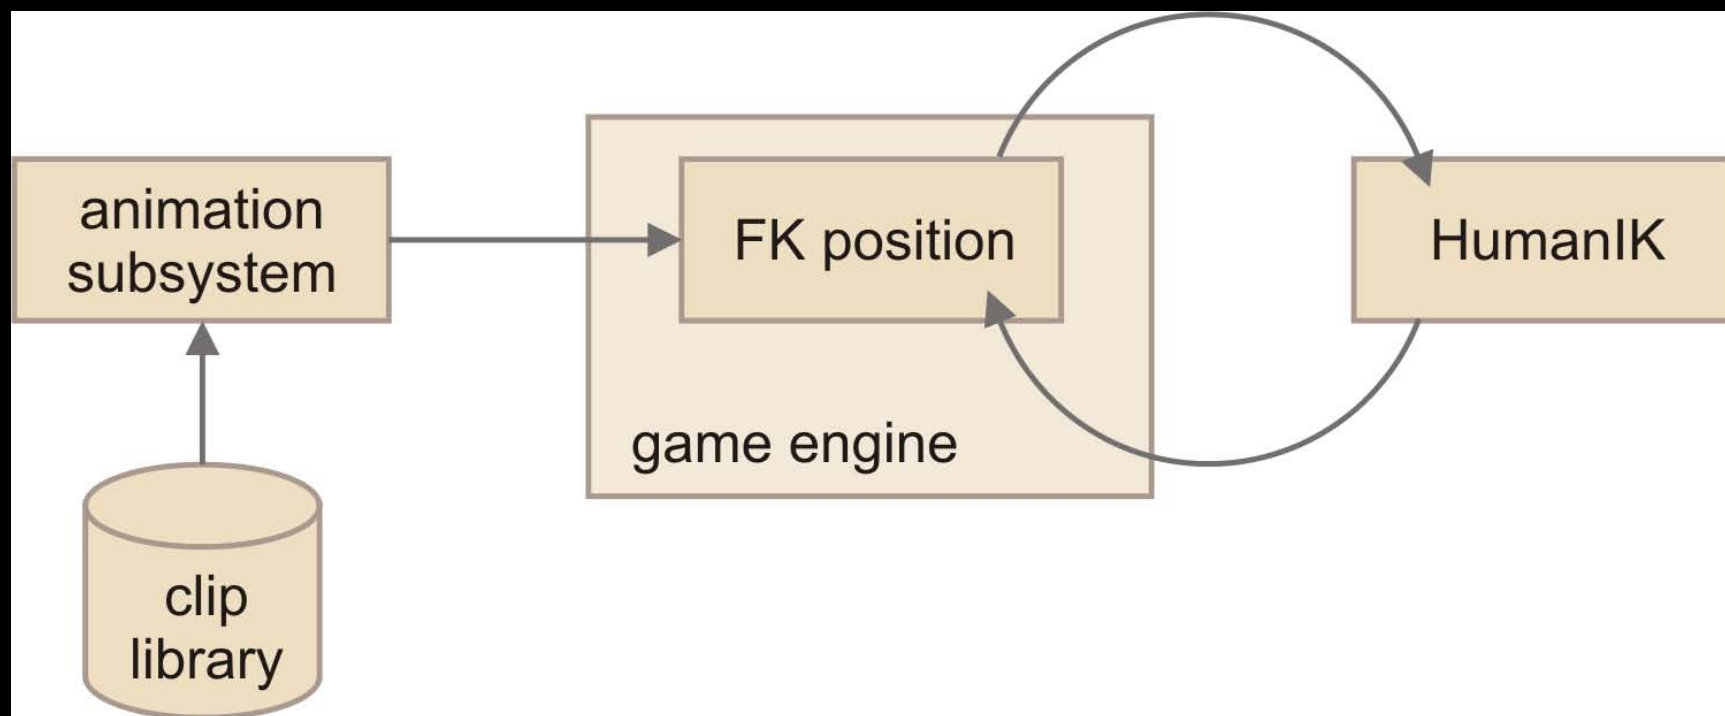 animation
subsystem
FK position
HumanIK
game engine
clip
library